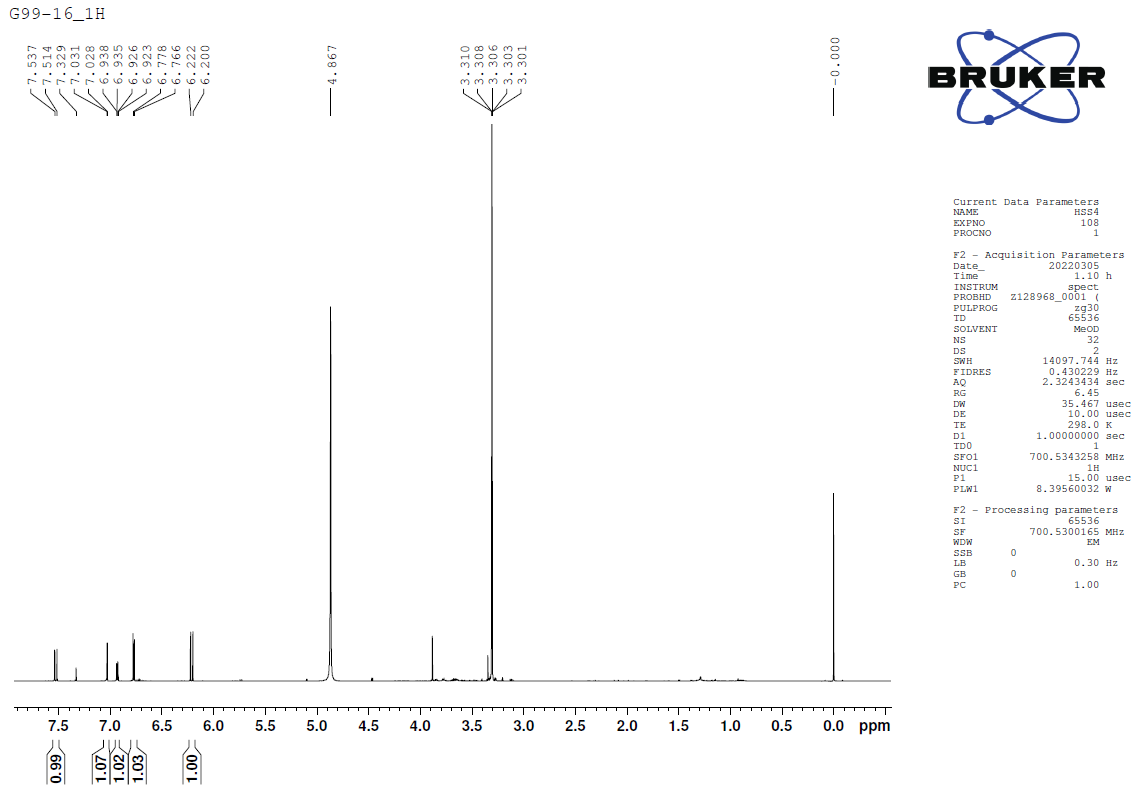 G99-16_1H
7.537
7.514
7.329
7.031
7.028
6.938
6.935
6.926
6.923
6.778
6.766
6.222
6.200
4.867
3.310
3.308
3.306
3.303
3.301
-0.000
BRUKER
Current Data Parameters
NAME HSS4
EXPNO 108
PROCNO 1
F2 - Acquisition Parameters
Date_ 20220305
Time 1.10 h
INSTRUM spect
PROBHD Z128968_0001 (
PULPROG zg30
TD 65536
SOLVENT MeOD
NS 32
DS 2
SWH 14097.744 Hz
FIDRES 0.430229 Hz
AQ 2.3243434 sec
RG 6.45
DW 35.467 usec
DE 10.00 usec
TE 298.0 K
D1 1.00000000 sec
TD0 1
SFO1 700.5343258 MHz
NUC1 1H
P1 15.00 usec
PLW1 8.39560032 W
F2 - Processing parameters
SI 65536
SF 700.5300165 MHz
WDW EM
SSB 0
LB 0.30 Hz
GB 0
PC 1.00
7.5 7.0 6.5 6.0 5.5 5.0 4.5 4.0 3.5 3.0 2.5 2.0 1.5 1.0 0.5 0.0 ppm
0.99
1.07
1.02
1.03
1.00